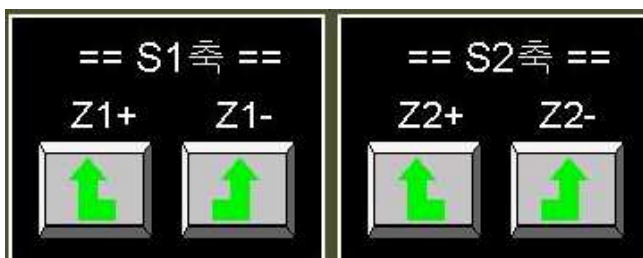 == S1축 ==
Z1+ Z1-
== S2축 ==
Z2+ Z2-